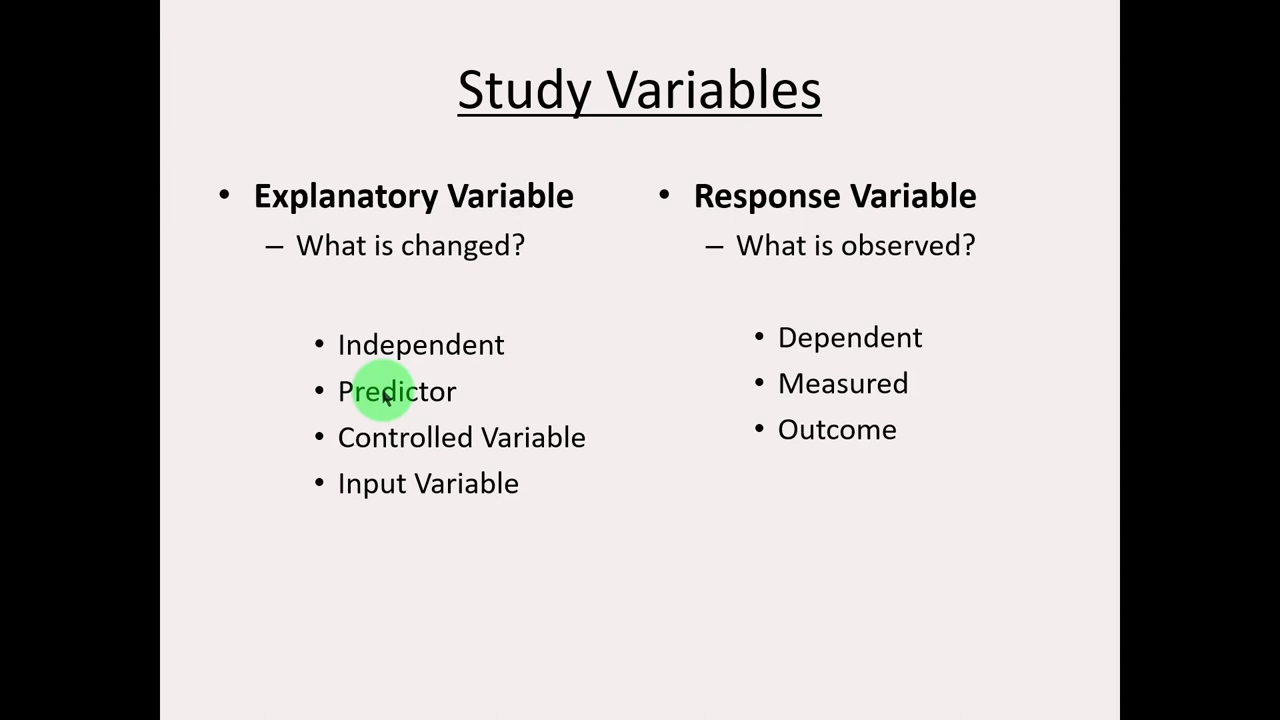 Study Variables
• Explanatory Variable
– What is changed?
• Independent
• Predictor
• Controlled Variable
• Input Variable
• Response Variable
– What is observed?
• Dependent
• Measured
• Outcome